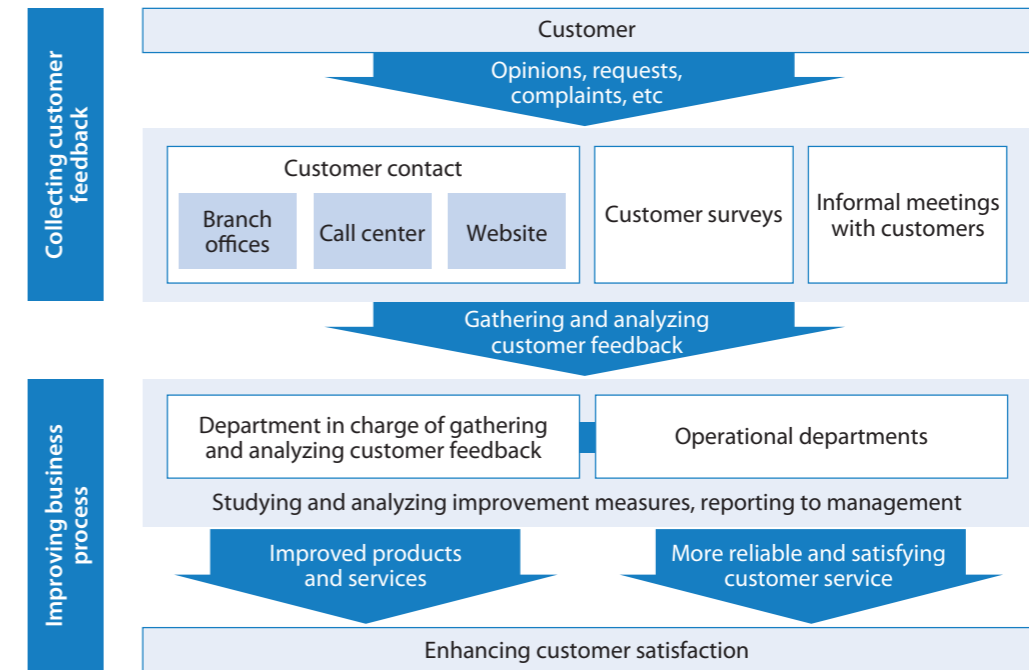 Collecting customer
feedback
Customer
Opinions, requests,
complaints, etc
Customer contact
Branch
offices
Call center
Website
Customer surveys
Informal meetings
with customers
Gathering and analyzing
customer feedback
Improving business
process
Department in charge of gathering
and analyzing customer feedback
Operational departments
Studying and analyzing improvement measures, reporting to management
Improved products
and services
More reliable and satisfying
customer service
Enhancing customer satisfaction